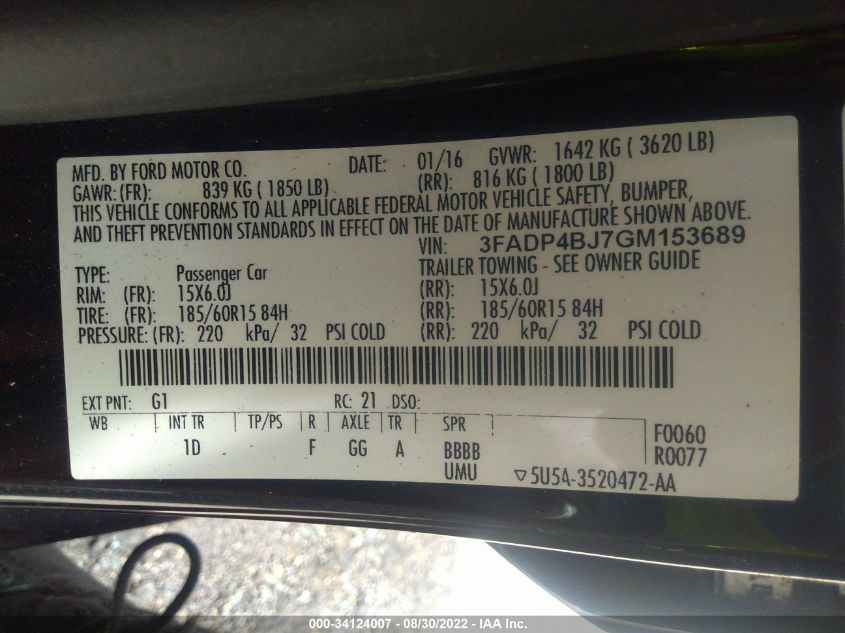 MFD. BY FORD MOTOR CO. DATE: 01/16 GVWR: 1642 KG ( 3620 LB)
GAWR: (FR): 839 KG ( 1850 LB) (RR): 816 KG ( 1800 LB)
THIS VEHICLE CONFORMS TO ALL APPLICABLE FEDERAL MOTOR VEHICLE SAFETY, BUMPER,
AND THEFT PREVENTION STANDARDS IN EFFECT ON THE DATE OF MANUFACTURE SHOWN ABOVE.
VIN: 3FADP4BJ7GM153689
TYPE: Passenger Car TRAILER TOWING - SEE OWNER GUIDE
RIM: (FR): 15X6.0J (RR): 15X6.0J
TIRE: (FR): 185/60R15 84H (RR): 185/60R15 84H
PRESSURE: (FR): 220 kPa/ 32 PSI COLD (RR): 220 kPa/ 32 PSI COLD
EXT PNT: G1 RC: 21 DSO:
WB INT TR TP/PS R AXLE TR SPR
1D F GG A BBBB F0060
UMU R0077
▽5U5A-3520472-AA
000-34124007 - 08/30/2022 - IAA Inc.